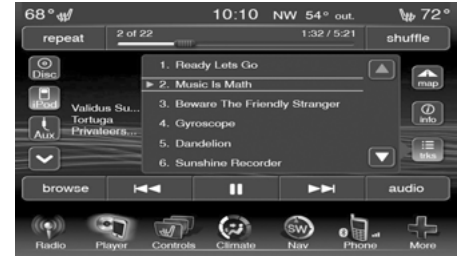 68° 10:10 NW 54° out. 72°
repeat 2 of 22 1:32 / 5:21 shuffle
Disc 1. Ready Lets Go
▶ 2. Music Is Math map
iPod 3. Beware The Friendly Stranger
Validus Su...
Tortuga 4. Gyroscope info
Aux Privateers...
5. Dandelion
6. Sunshine Recorder trks
browse audio
SW
Radio Player Controls Climate Nav Phone More